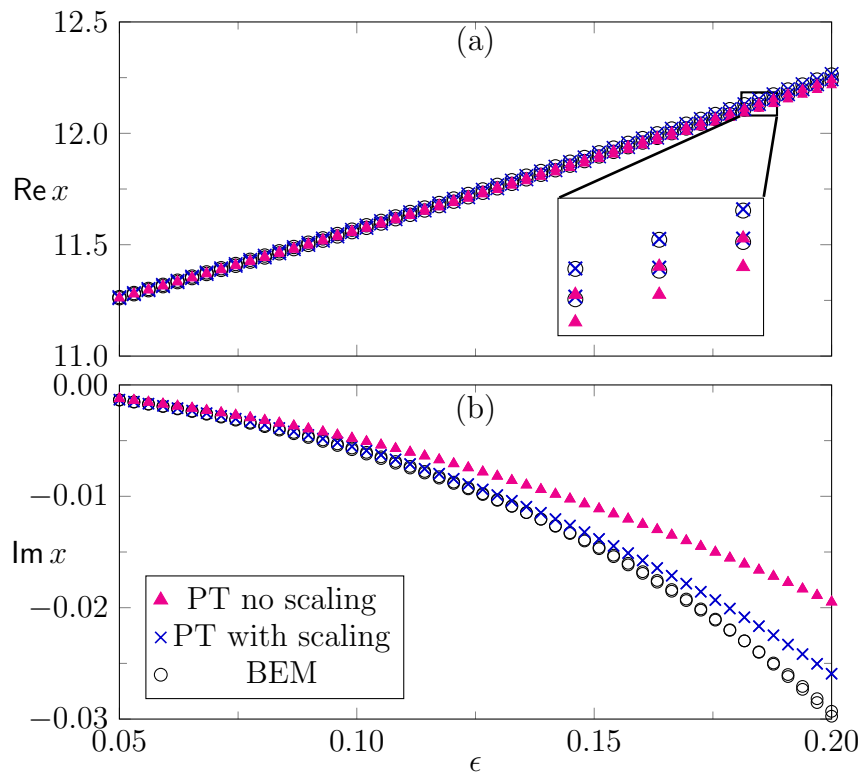 12.5
(a)
12.0
Re x
11.5
11.0
0.00
(b)
−0.01
Im x
PT no scaling
−0.02
PT with scaling
BEM
−0.03
0.05 0.10 0.15 0.20
ϵ